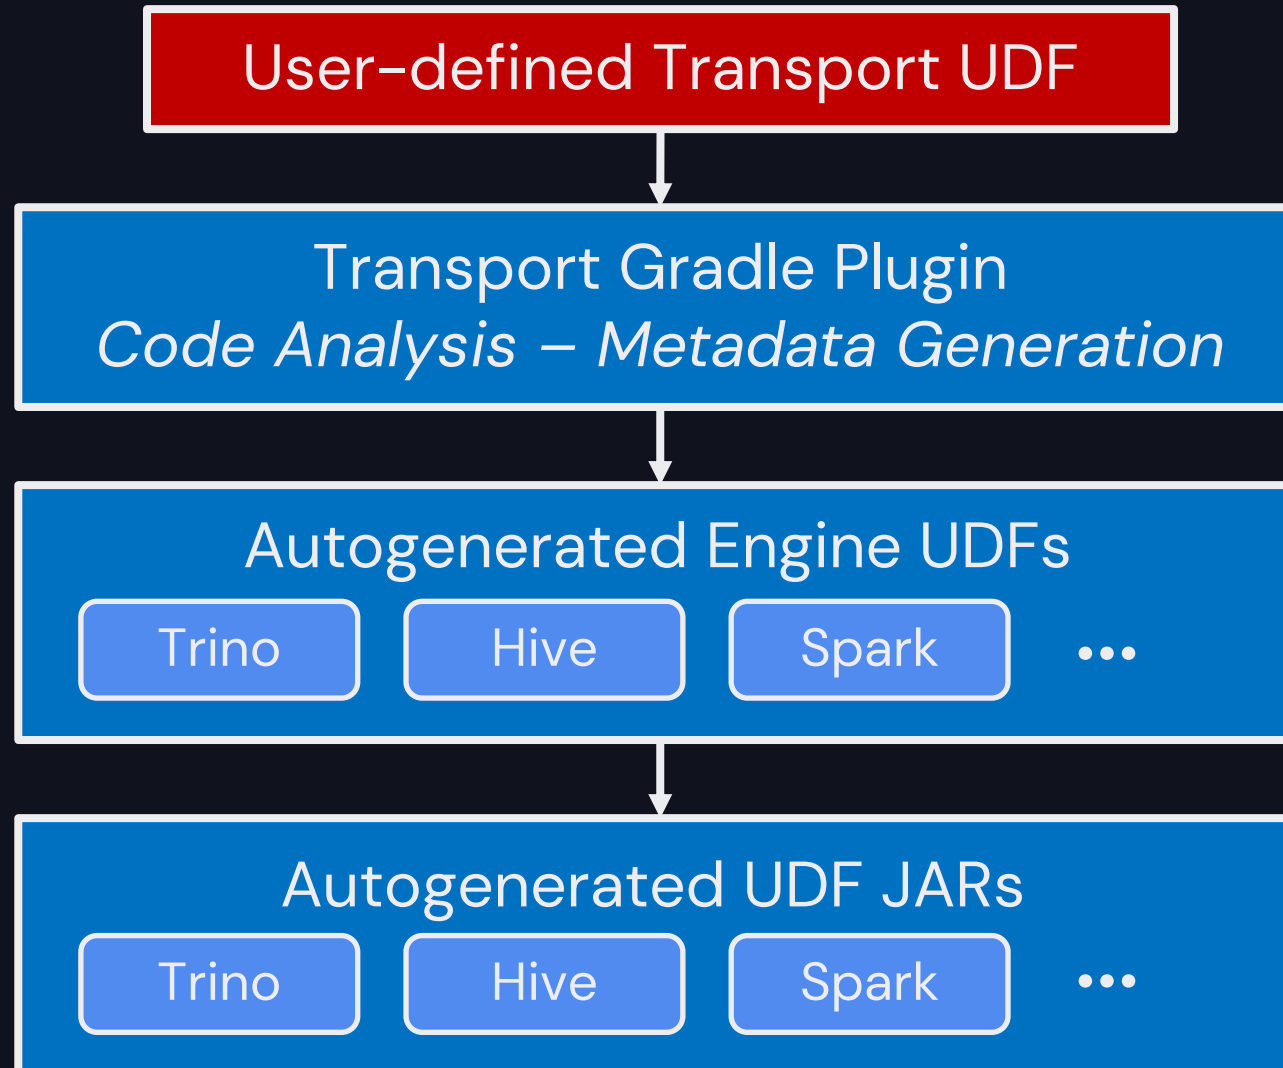 User-defined Transport UDF
Transport Gradle Plugin
Code Analysis – Metadata Generation
Autogenerated Engine UDFs
Trino Hive Spark ...
Autogenerated UDF JARs
Trino Hive Spark ...